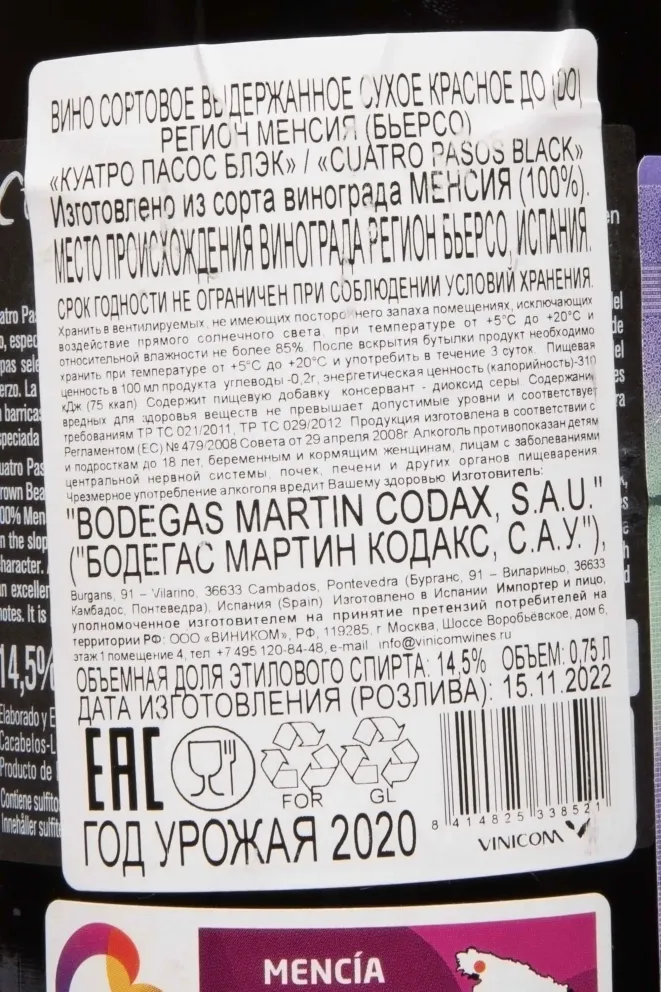 ВИНО СОРТОВОЕ ВЫДЕРЖАННОЕ СУХОЕ КРАСНОЕ ДО (DO)
РЕГИОН МЕНСИЯ (БЬЕРСО)
«КУАТРО ПАСОС БЛЭК» / «CUATRO PASOS BLACK»
Изготовлено из сорта винограда МЕНСИЯ (100%).
МЕСТО ПРОИСХОЖДЕНИЯ ВИНОГРАДА РЕГИОН БЬЕРСО, ИСПАНИЯ.
СРОК ГОДНОСТИ НЕ ОГРАНИЧЕН ПРИ СОБЛЮДЕНИИ УСЛОВИЙ ХРАНЕНИЯ.
Хранить в вентилируемых, не имеющих постороннего запаха помещениях, исключающих
воздействие прямого солнечного света, при температуре от +5°С до +20°С и
относительной влажности не более 85%. После вскрытия бутылки продукт необходимо
хранить при температуре от +5°С до +20°С и употребить в течение 3 суток. Пищевая
ценность в 100 мл продукта углеводы -0,2г, энергетическая ценность (калорийность)-310
кДж (75 ккал) Содержит пищевую добавку консервант - диоксид серы. Содержание
вредных для здоровья веществ не превышает допустимые уровни и соответствует
требованиям ТР ТС 021/2011, ТР ТС 029/2012 Продукция изготовлена в соответствии с
Регламентом (ЕС) № 479/2008 Совета от 29 апреля 2008г. Алкоголь противопоказан детям
и подросткам до 18 лет, беременным и кормящим женщинам, лицам с заболеваниями
центральной нервной системы, почек, печени и других органов пищеварения.
Чрезмерное употребление алкоголя вредит Вашему здоровью Изготовитель:
"BODEGAS MARTIN CODAX, S.A.U."
("БОДЕГАС МАРТИН КОДАКС, С.А.У."),
Burgans, 91 – Vilarino, 36633 Cambados, Pontevedra (Бурганс, 91 – Вилариньо, 36633
Камбадос, Понтеведра), Испания (Spain) Изготовлено в Испании Импортер и лицо,
уполномоченное изготовителем на принятие претензий потребителей на
территории РФ: ООО «ВИНИКОМ», РФ, 119285, г Москва, Шоссе Воробьёвское, дом 6,
этаж 1 помещение 4, тел +7 495 120-84-48, e-mail info@vinicomwines.ru
ОБЪЕМНАЯ ДОЛЯ ЭТИЛОВОГО СПИРТА: 14,5% ОБЪЕМ: 0,75 Л
ДАТА ИЗГОТОВЛЕНИЯ (РОЗЛИВА): 15.11.2022
EAC
FOR GL
8 414825 338521
VINICOM
ГОД УРОЖАЯ 2020
14,5%
Elaborado y E
Cacabelos-L
Producto de
Contiene sulfito
Innehåller sulfit
MENCÍA